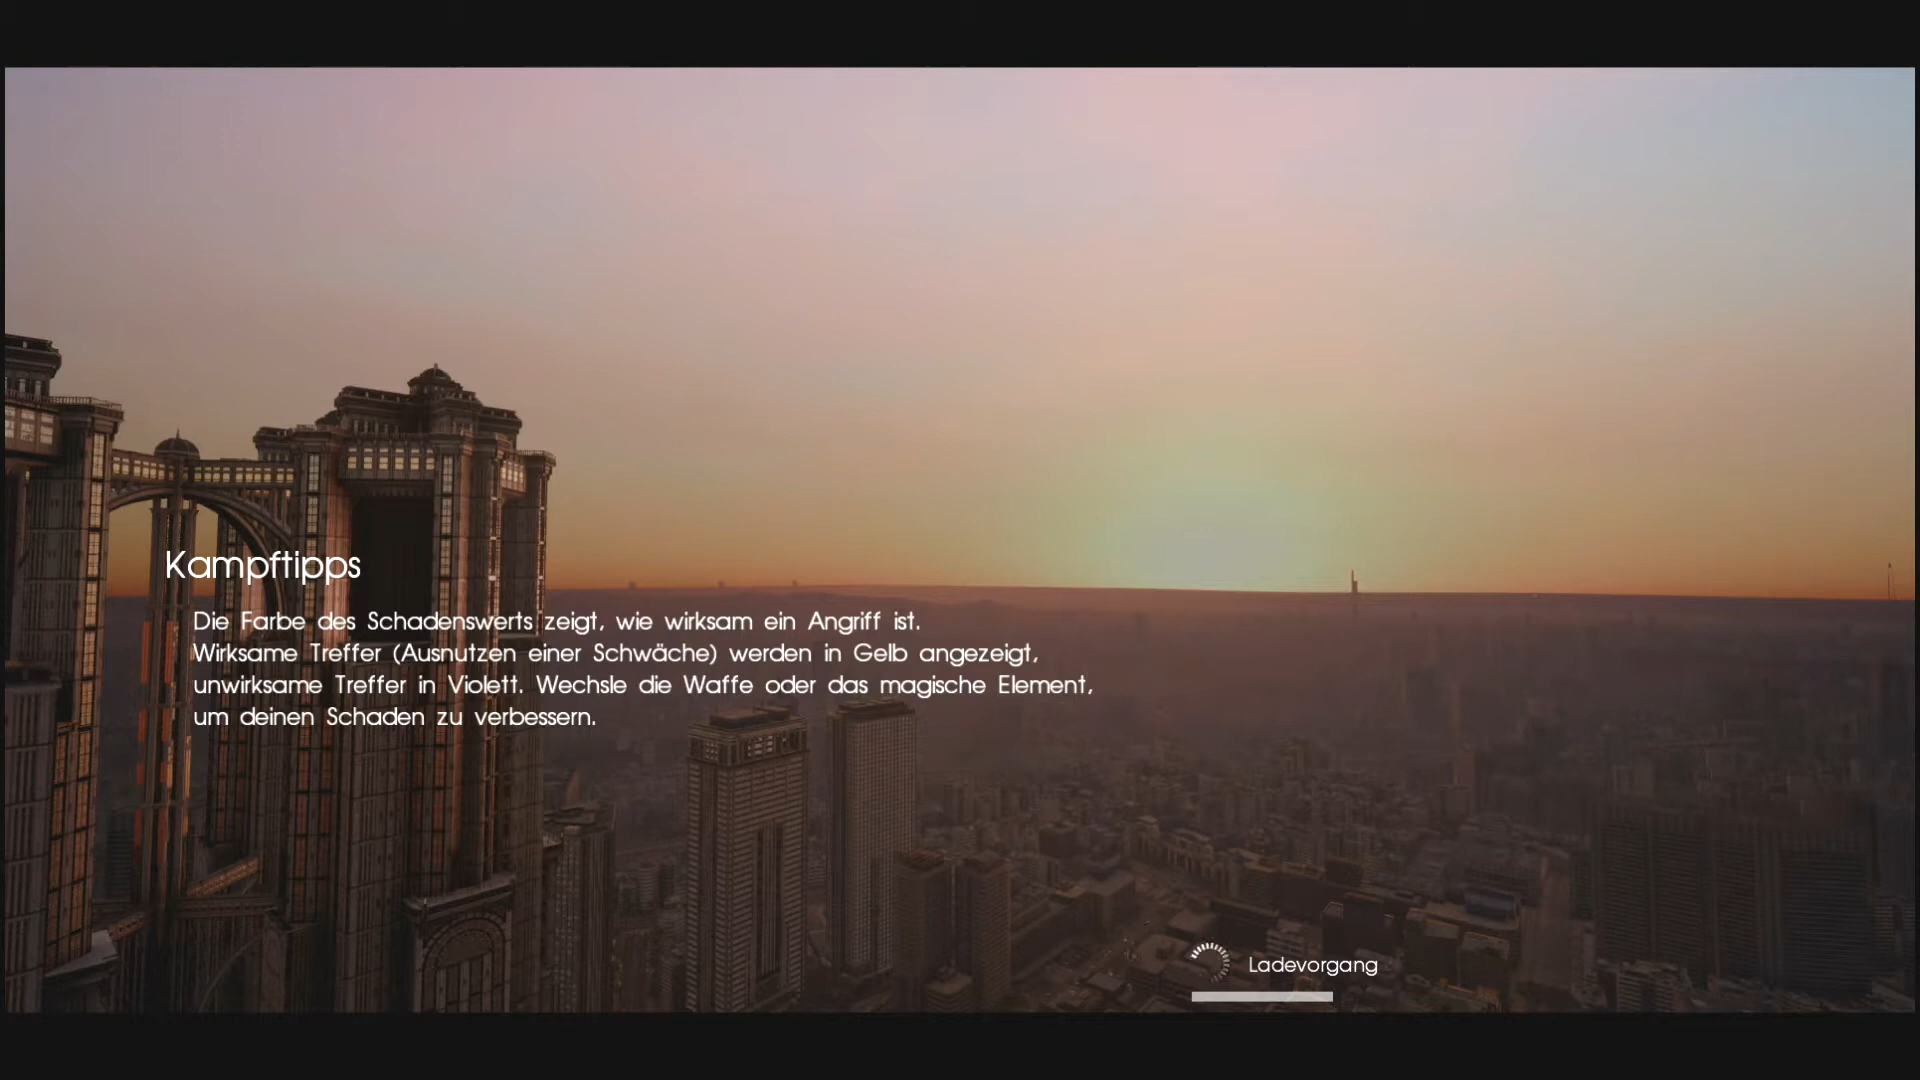 Kampftipps
Die Farbe des Schadenswerts zeigt, wie wirksam ein Angriff ist.
Wirksame Treffer (Ausnutzen einer Schwäche) werden in Gelb angezeigt,
unwirksame Treffer in Violett. Wechsle die Waffe oder das magische Element,
um deinen Schaden zu verbessern.
Ladevorgang